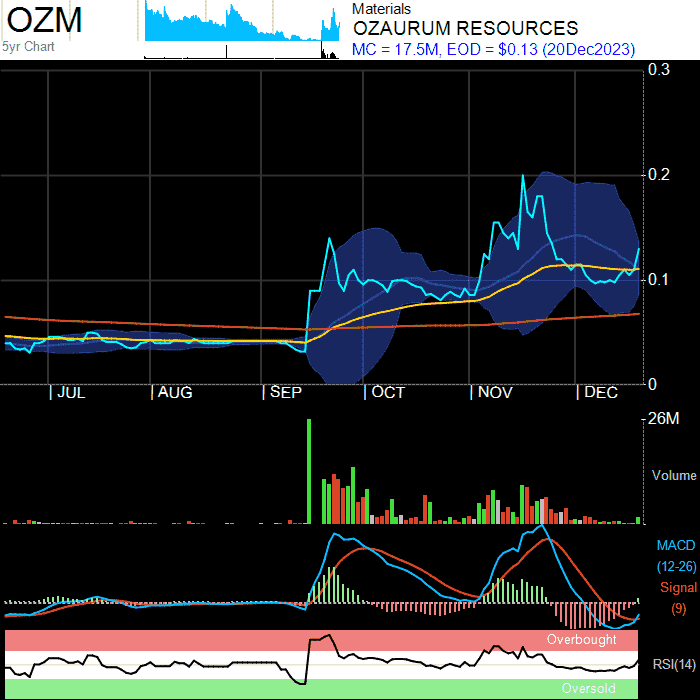 OZM
5yr Chart
Materials
OZAURUM RESOURCES
MC = 17.5M, EOD = $0.13 (20Dec2023)
0.3
0.2
0.1
0
| JUL | AUG | SEP | OCT | NOV | DEC
26M
Volume
MACD
(12-26)
Signal
(9)
Overbought
RSI(14)
Oversold